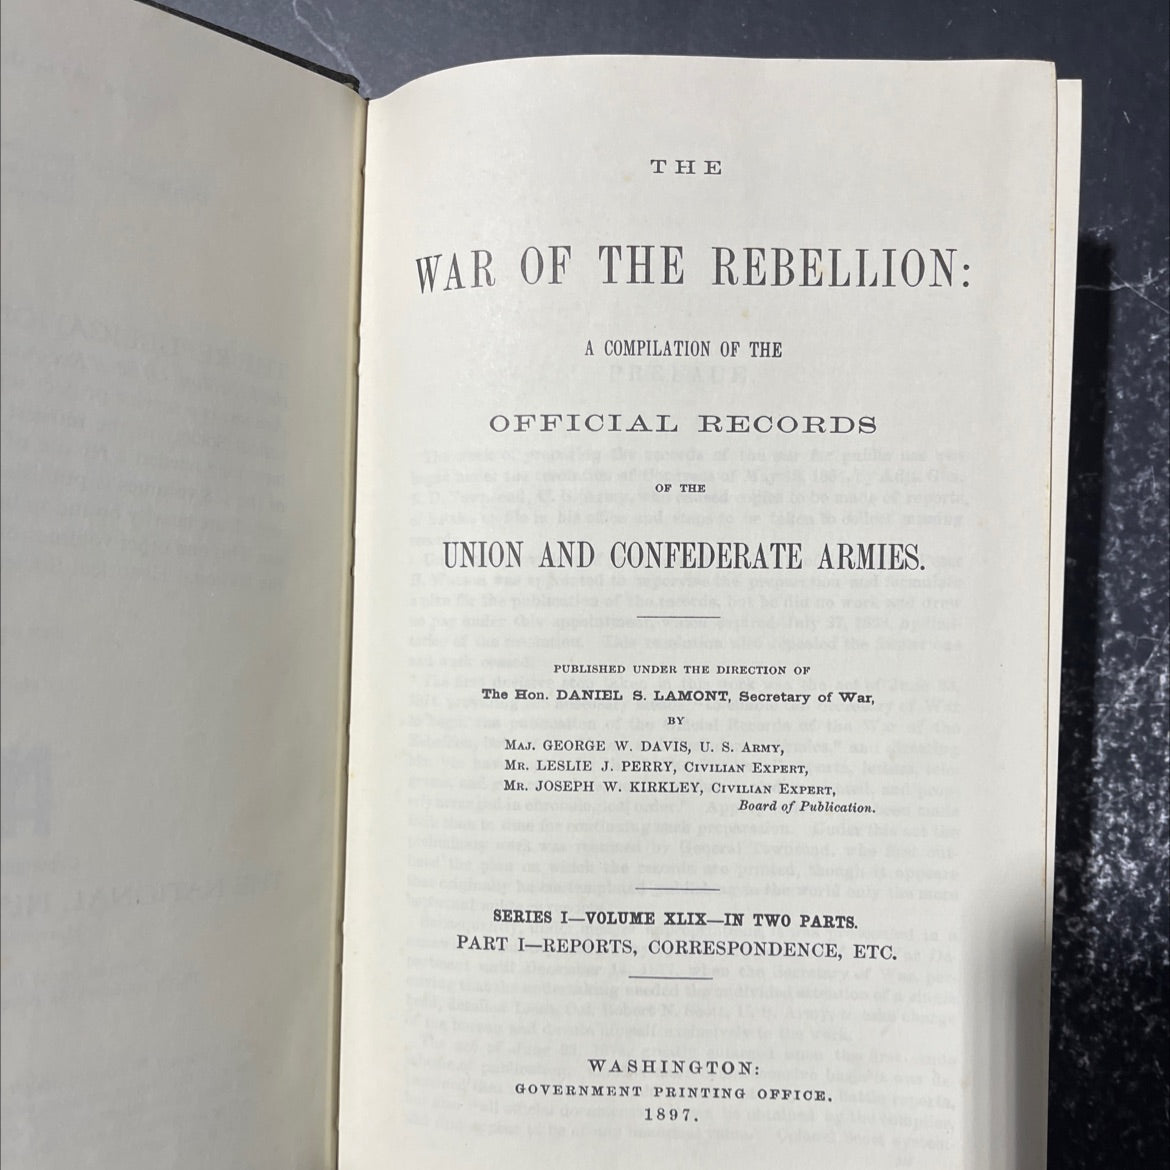 THE
WAR OF THE REBELLION:
A COMPILATION OF THE
OFFICIAL RECORDS
OF THE
UNION AND CONFEDERATE ARMIES.
PUBLISHED UNDER THE DIRECTION OF
The Hon. DANIEL S. LAMONT, Secretary of War,
BY
MAJ. GEORGE W. DAVIS, U. S. ARMY,
MR. LESLIE J. PERRY, CIVILIAN EXPERT,
MR. JOSEPH W. KIRKLEY, CIVILIAN EXPERT,
Board of Publication.
SERIES I—VOLUME XLIX—IN TWO PARTS.
PART I—REPORTS, CORRESPONDENCE, ETC.
WASHINGTON:
GOVERNMENT PRINTING OFFICE.
1897.